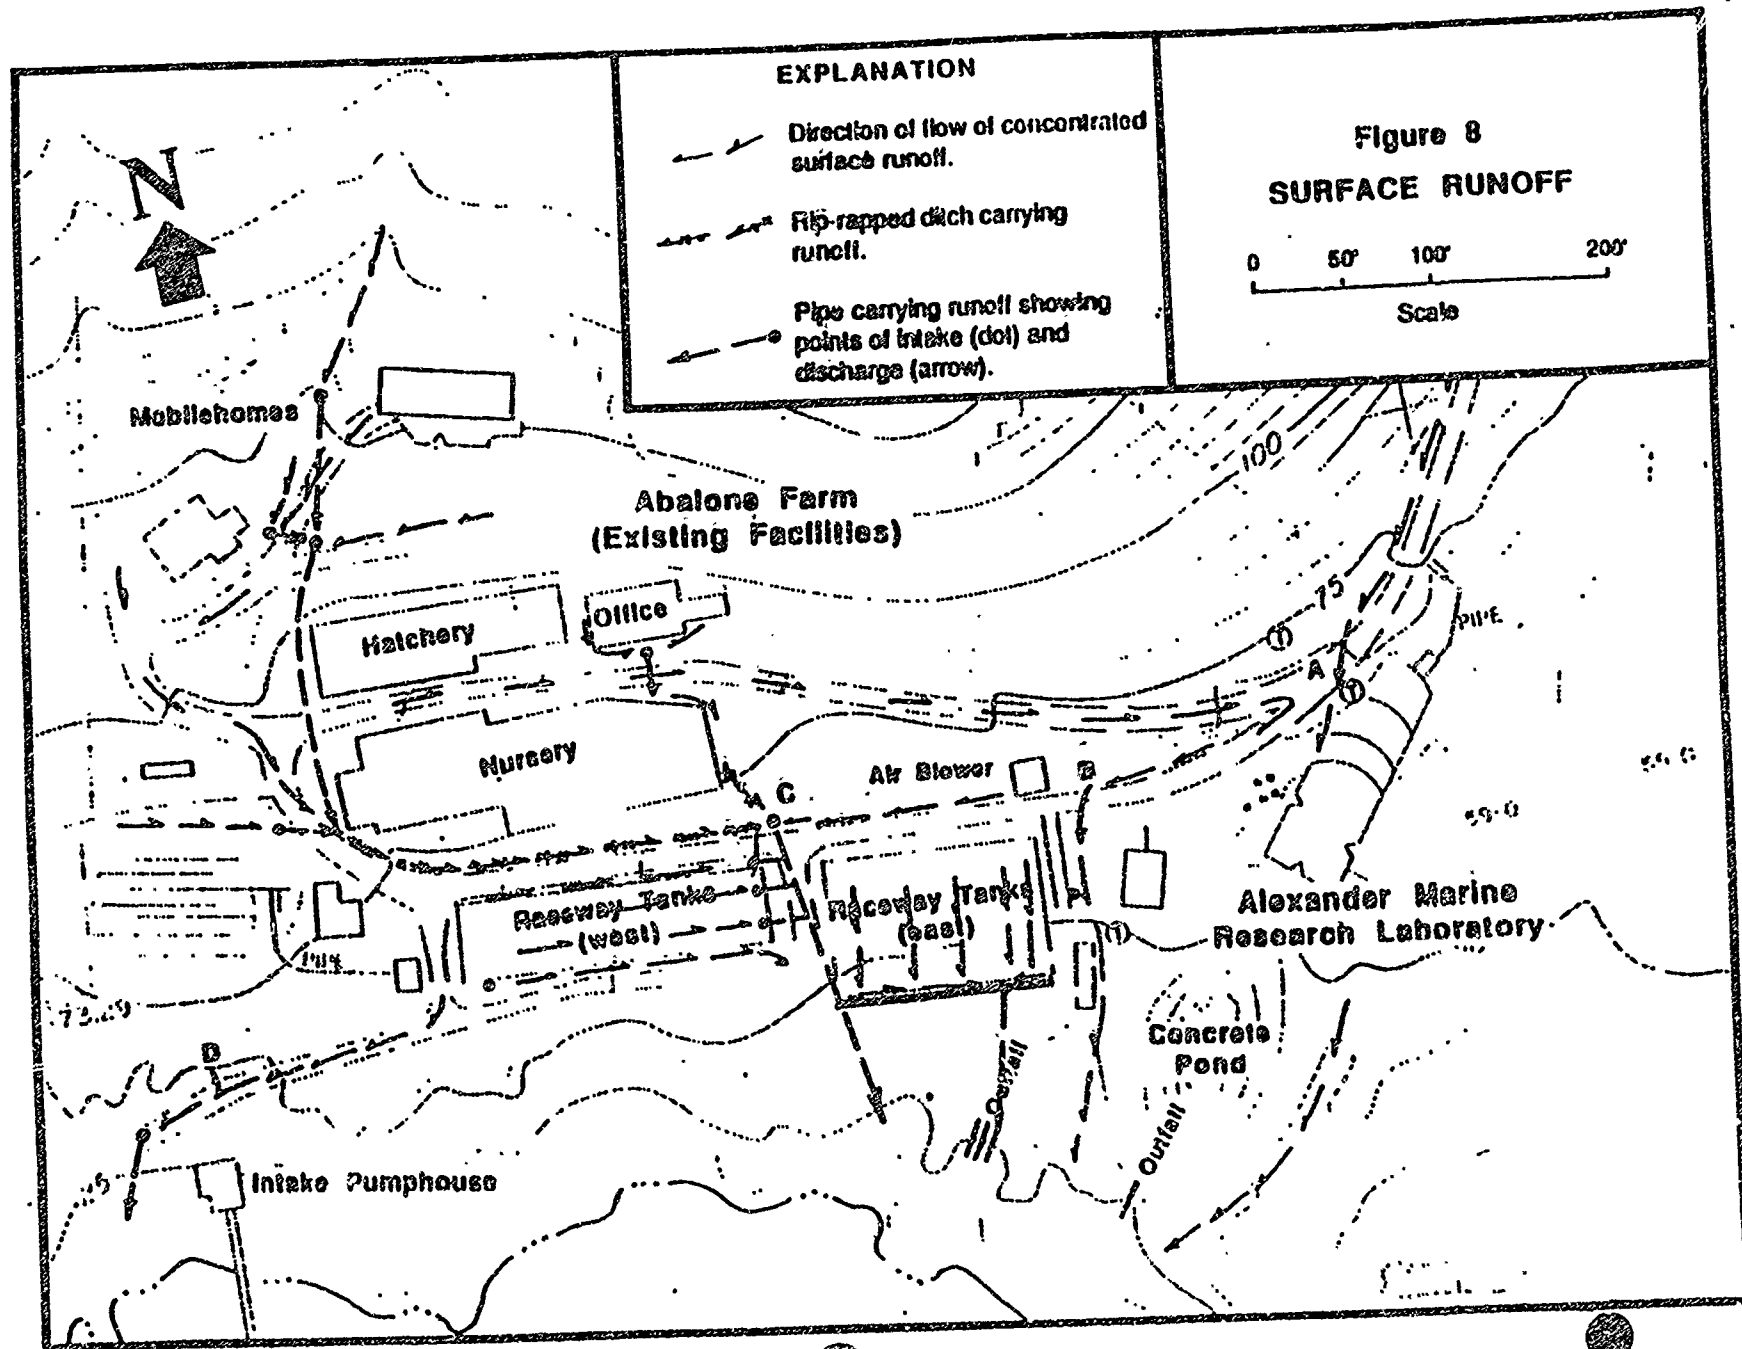 EXPLANATION
Direction of flow of concentrated
surface runoff.
Rip-rapped ditch carrying
runoff.
Pipe carrying runoff showing
points of intake (dot) and
discharge (arrow).
Figure 8
SURFACE RUNOFF
0 50' 100' 200'
Scale
N
Mobilehomes
100
Abalone Farm
(Existing Facilities)
75
PIPE
Office
Hatchery
A
Nursery
Air Blower
B
C
Raceway Tanks
(west)
Raceway Tanks
(east)
Alexander Marine
Research Laboratory
Concrete
Pond
D
Outfall
Outfall
Intake Pumphouse